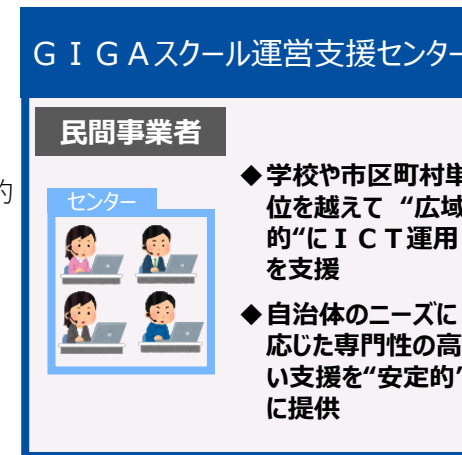 ＧＩＧＡスクール運営支援センター
民間事業者
的
センター
◆学校や市区町村単
位を越えて “広域
的“にＩＣＴ運用
を支援
◆自治体のニーズに
応じた専門性の高
い支援を“安定的”
に提供